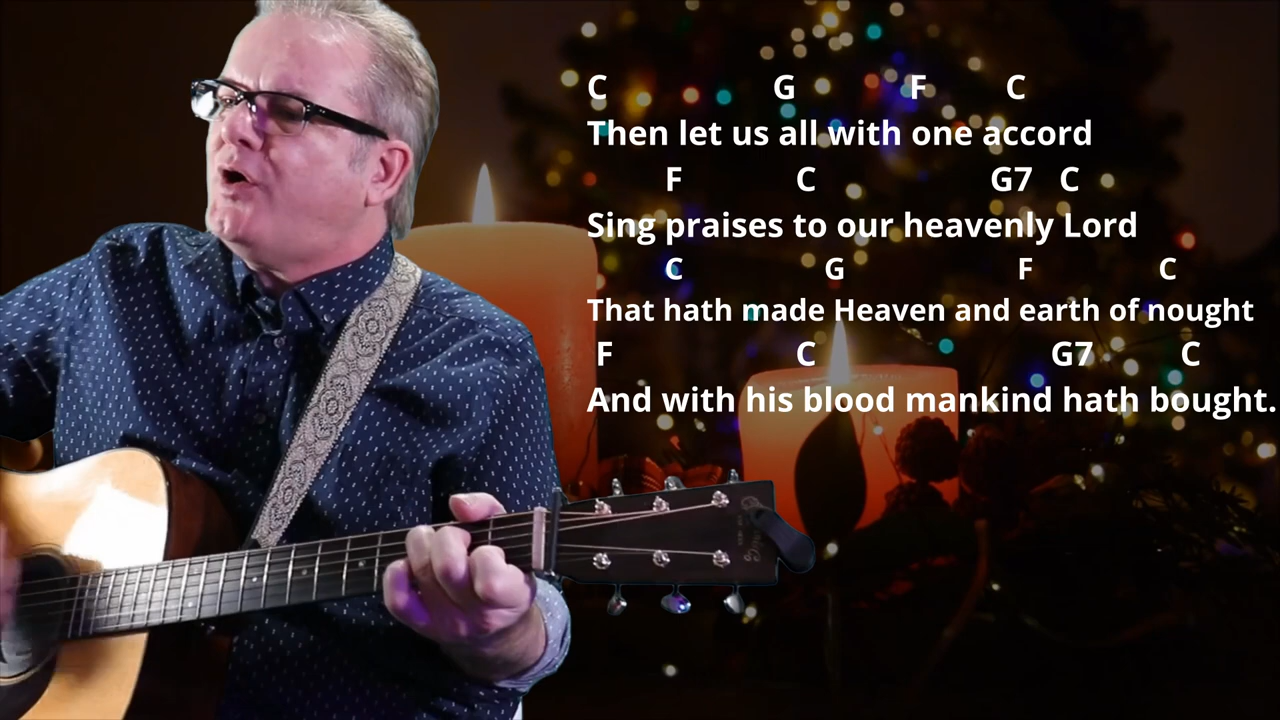 C G F C
Then let us all with one accord
F C G7 C
Sing praises to our heavenly Lord
C G F C
That hath made Heaven and earth of nought
F C G7 C
And with his blood mankind hath bought.